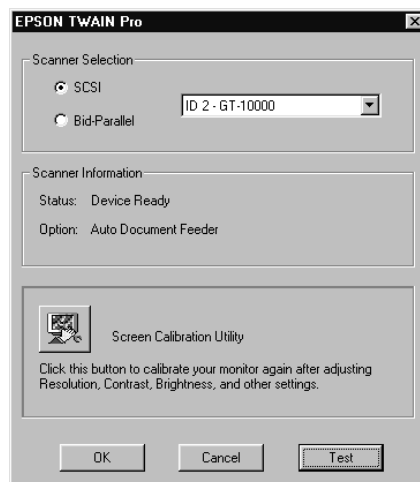 EPSON TWAIN Pro
Scanner Selection
SCSI
ID 2 - GT-10000
Bid-Parallel
Scanner Information
Status: Device Ready
Option: Auto Document Feeder
Screen Calibration Utility
Click this button to calibrate your monitor again after adjusting
Resolution, Contrast, Brightness, and other settings.
OK Cancel Test